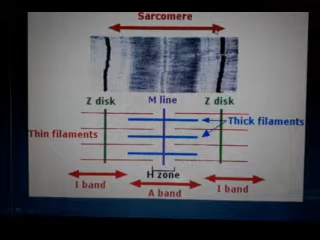 Sarcomere
Z disk M line Z disk
Thick filaments
Thin filaments
H zone
I band A band I band